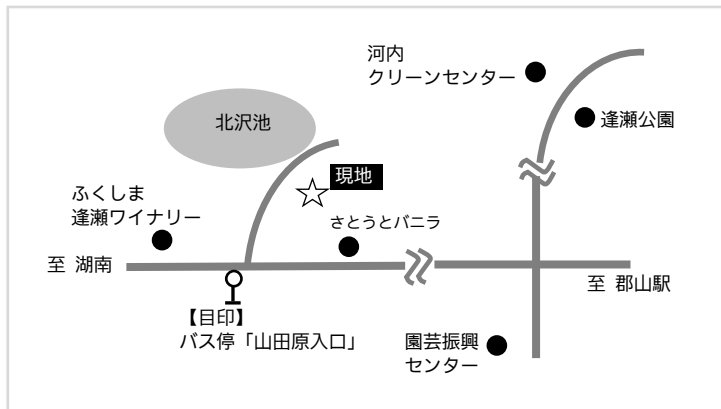 河内
クリーンセンター
逢瀬公園
北沢池
現地
ふくしま
逢瀬ワイナリー
さとうとバニラ
至 湖南
至 郡山駅
【目印】
バス停「山田原入口」
園芸振興
センター